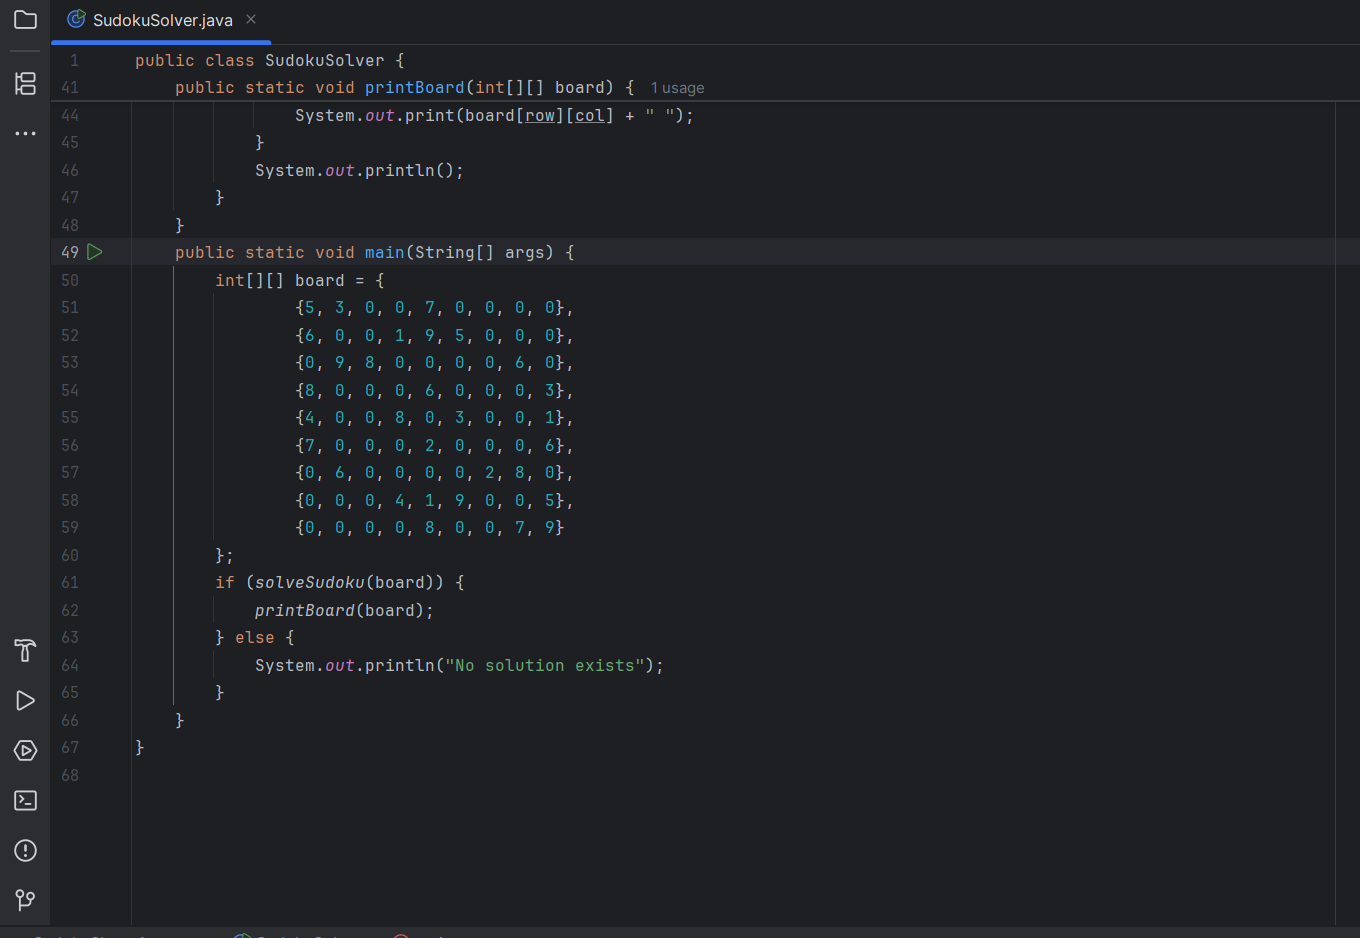 SudokuSolver.java
1 public class SudokuSolver {
41 public static void printBoard(int[][] board) { 1 usage
44 System.out.print(board[row][col] + " ");
45 }
46 System.out.println();
47 }
48 }
49 public static void main(String[] args) {
50 int[][] board = {
51 {5, 3, 0, 0, 7, 0, 0, 0, 0},
52 {6, 0, 0, 1, 9, 5, 0, 0, 0},
53 {0, 9, 8, 0, 0, 0, 0, 6, 0},
54 {8, 0, 0, 0, 6, 0, 0, 0, 3},
55 {4, 0, 0, 8, 0, 3, 0, 0, 1},
56 {7, 0, 0, 0, 2, 0, 0, 0, 6},
57 {0, 6, 0, 0, 0, 0, 2, 8, 0},
58 {0, 0, 0, 4, 1, 9, 0, 0, 5},
59 {0, 0, 0, 0, 8, 0, 0, 7, 9}
60 };
61 if (solveSudoku(board)) {
62 printBoard(board);
63 } else {
64 System.out.println("No solution exists");
65 }
66 }
67 }
68